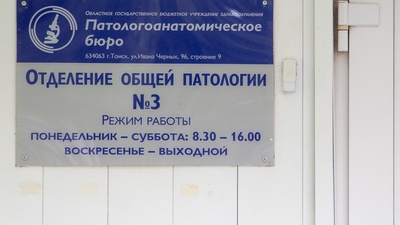 ОБЛАСТНОЕ ГОСУДАРСТВЕННОЕ БЮДЖЕТНОЕ УЧРЕЖДЕНИЕ ЗДРАВООХРАНЕНИЯ
Патологоанатомическое
бюро
634063 г.Томск, ул.Ивана Черных, 96, строение 9
ОТДЕЛЕНИЕ ОБЩЕЙ ПАТОЛОГИИ
№3
РЕЖИМ РАБОТЫ
ПОНЕДЕЛЬНИК – СУББОТА: 8.30 – 16.00
ВОСКРЕСЕНЬЕ – ВЫХОДНОЙ